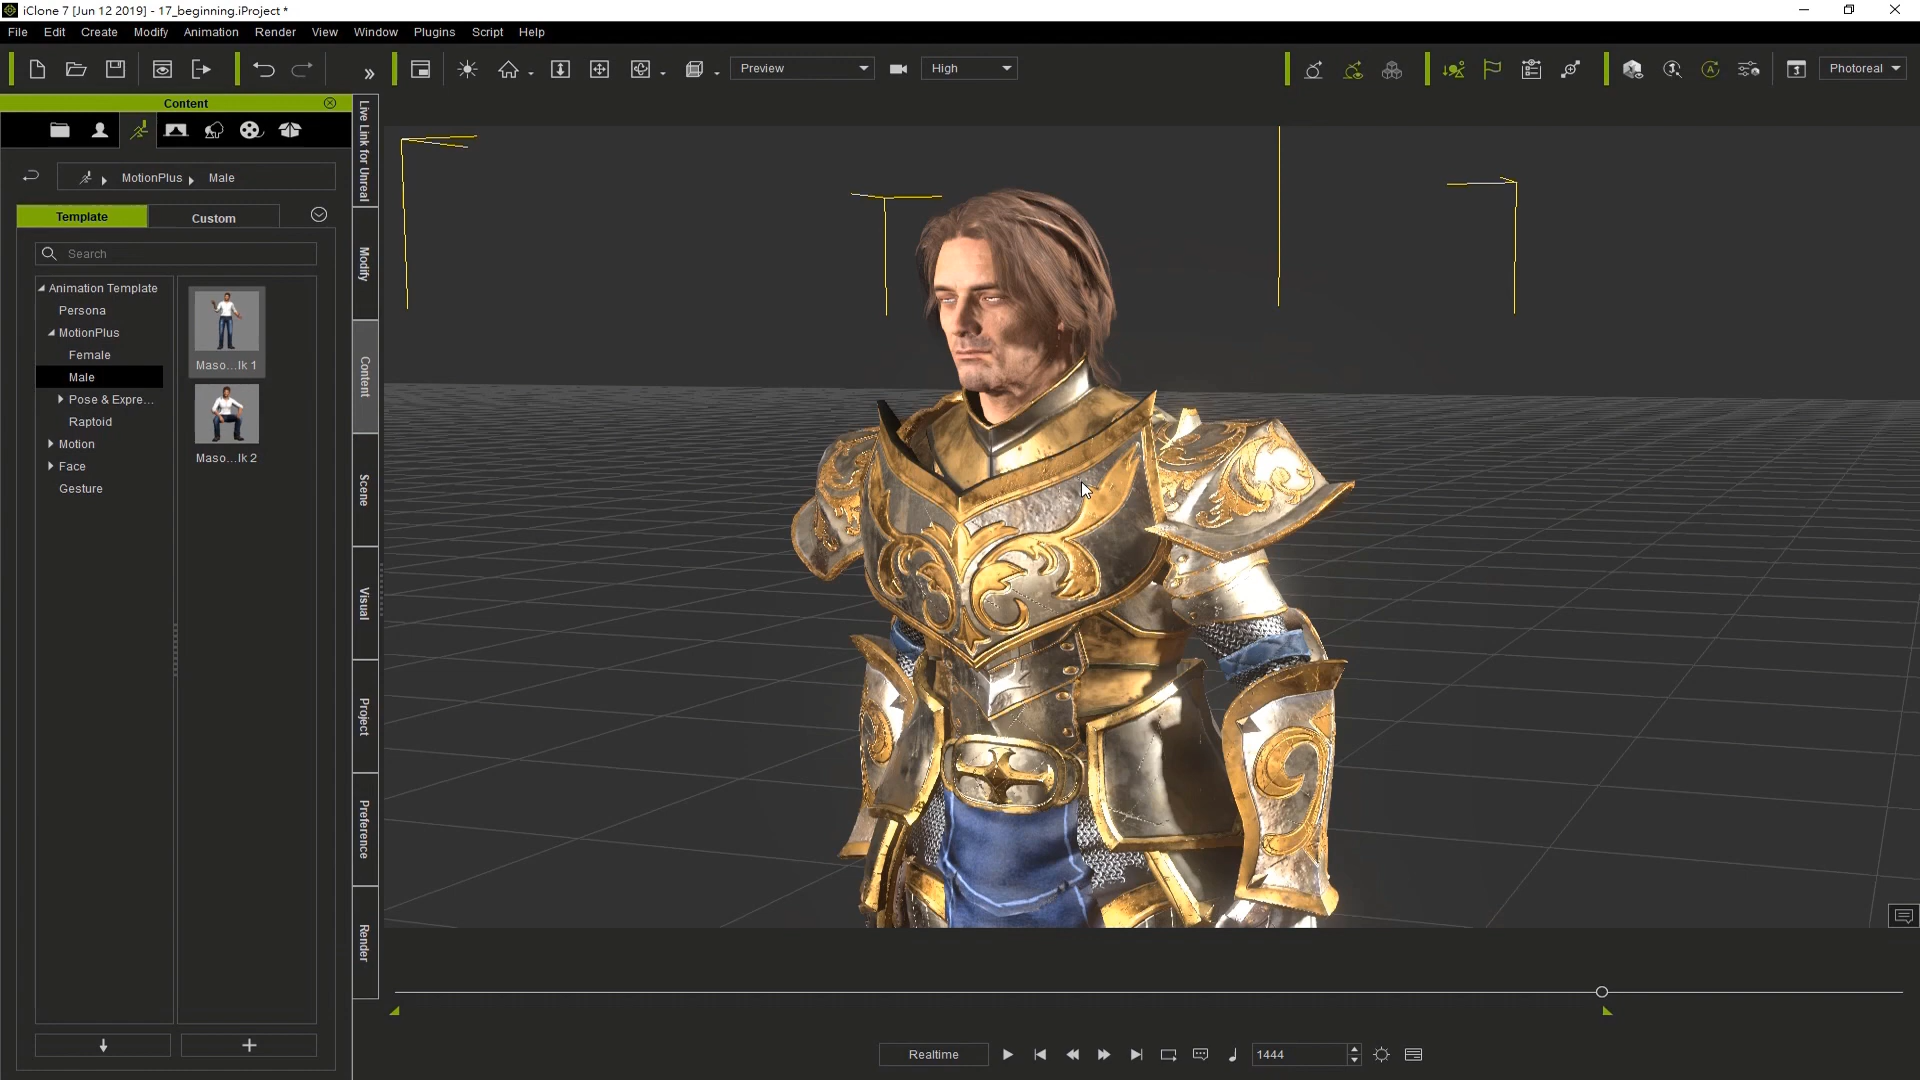 iClone 7 [Jun 12 2019] - 17_beginning.iProject *
File Edit Create Modify Animation Render View Window Plugins Script Help
Preview High Photoreal
Content
MotionPlus Male
Template Custom
Search
Animation Template
Persona
MotionPlus
Female
Male
Pose & Expre...
Raptoid
Motion
Face
Gesture
Maso...lk 1
Maso...lk 2
Live Link for Unreal
Modify
Content
Scene
Visual
Project
Preference
Render
Realtime 1444